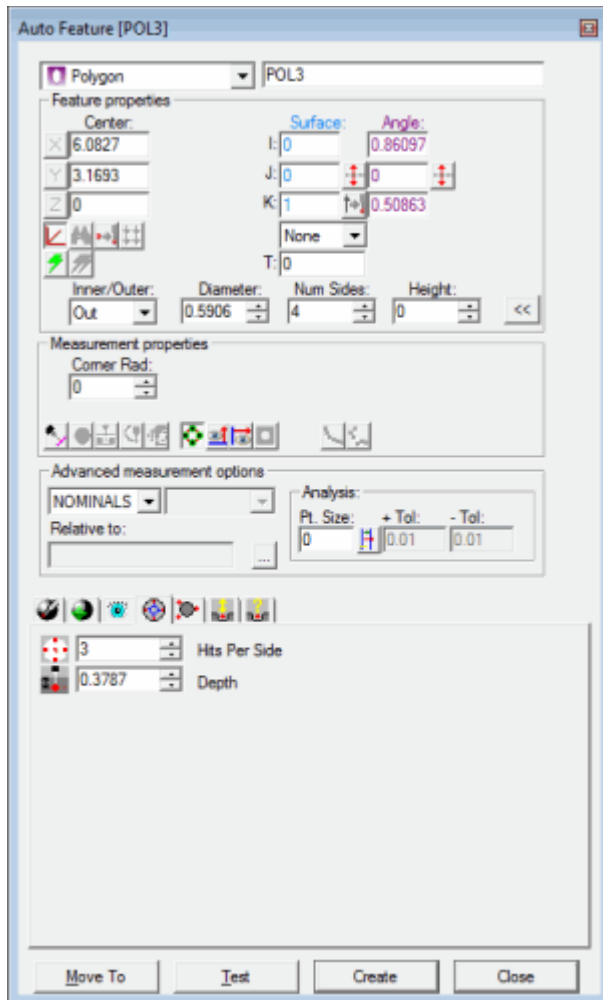 Auto Feature [POL3]
Polygon POL3
Feature properties
Center: Surface: Angle:
X 6.0827 I: 0 0.86097
Y 3.1693 J: 0 0
Z 0 K: 1 0.50863
None
T: 0
Inner/Outer: Diameter: Num Sides: Height:
Out 0.5906 4 0 <<
Measurement properties
Corner Rad:
0
Advanced measurement options
NOMINALS Analysis:
Relative to: Pt. Size: + Tol: - Tol:
0 0.01 0.01
...
3 Hits Per Side
0.3787 Depth
Move To Test Create Close